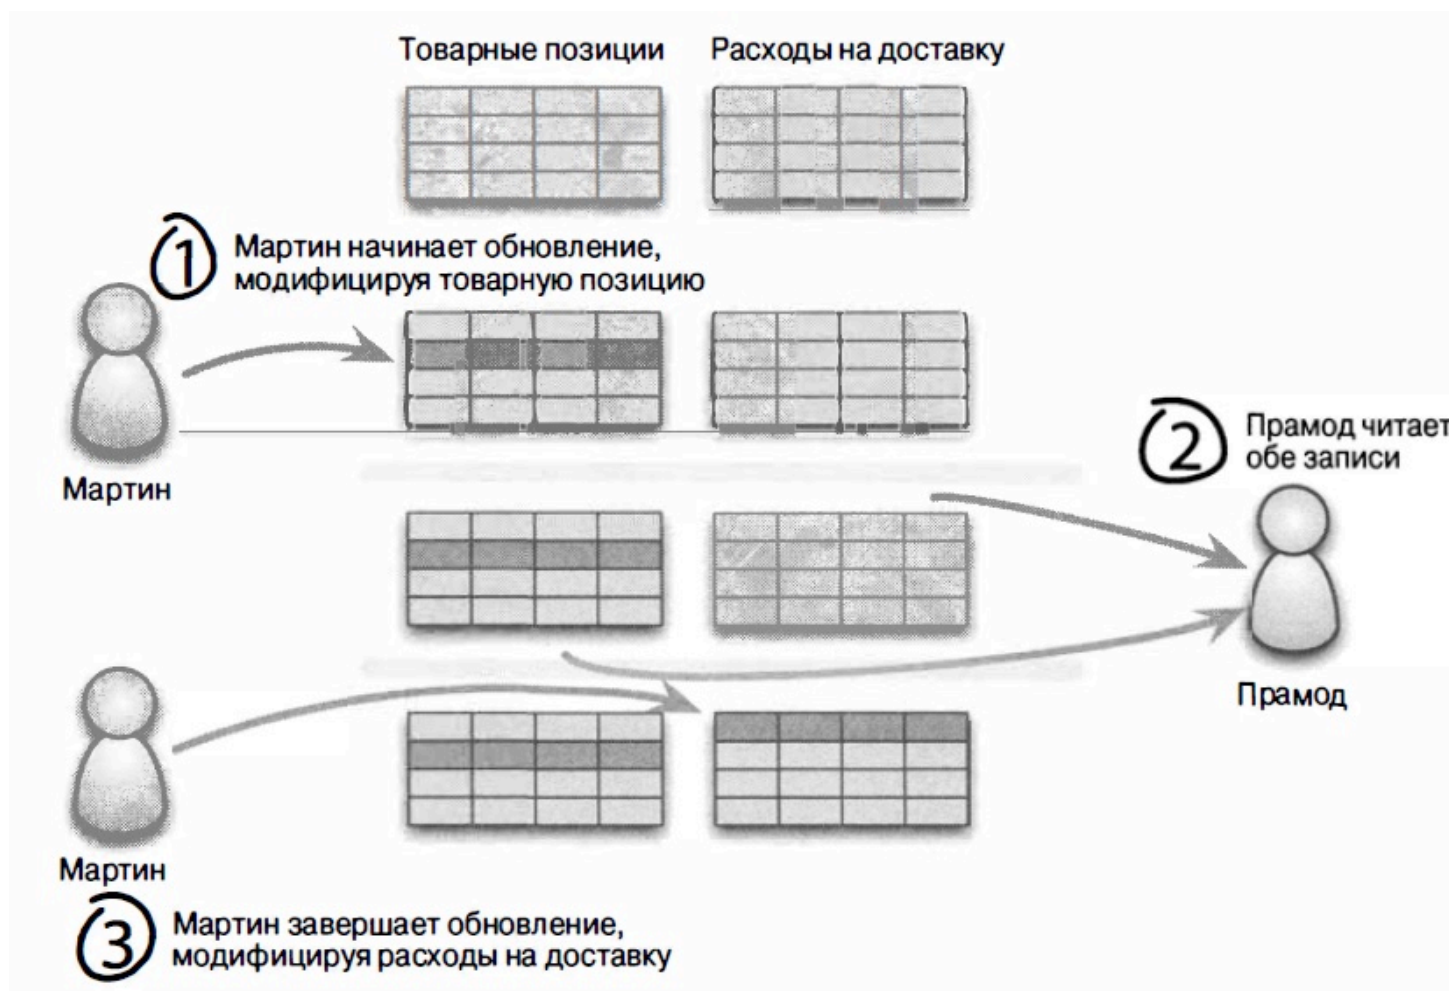 Товарные позиции
Расходы на доставку
1
Мартин начинает обновление,
модифицируя товарную позицию
Мартин
2
Прамод читает
обе записи
Прамод
Мартин
3
Мартин завершает обновление,
модифицируя расходы на доставку